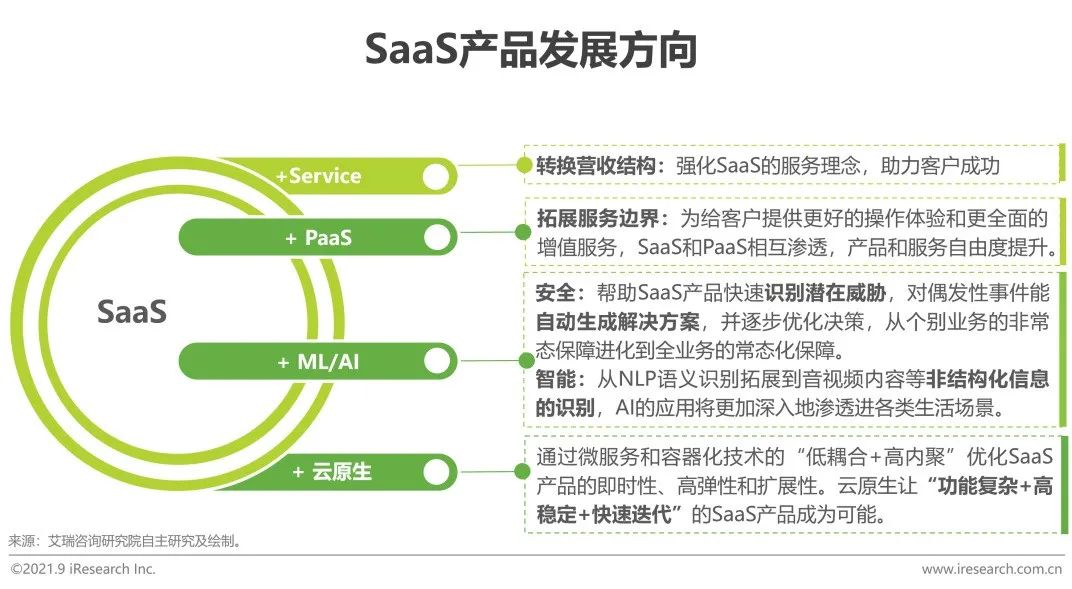 SaaS产品发展方向
SaaS
+Service
转换营收结构：强化SaaS的服务理念，助力客户成功
+ PaaS
拓展服务边界：为给客户提供更好的操作体验和更全面的
增值服务，SaaS和PaaS相互渗透，产品和服务自由度提升。
+ ML/AI
安全：帮助SaaS产品快速识别潜在威胁，对偶发性事件能
自动生成解决方案，并逐步优化决策，从个别业务的非常
态保障进化到全业务的常态化保障。
智能：从NLP语义识别拓展到音视频内容等非结构化信息
的识别，AI的应用将更加深入地渗透进各类生活场景。
+ 云原生
通过微服务和容器化技术的“低耦合+高内聚”优化SaaS
产品的即时性、高弹性和扩展性。云原生让“功能复杂+高
稳定+快速迭代”的SaaS产品成为可能。
来源：艾瑞咨询研究院自主研究及绘制。
©2021.9 iResearch Inc.
www.iresearch.com.cn